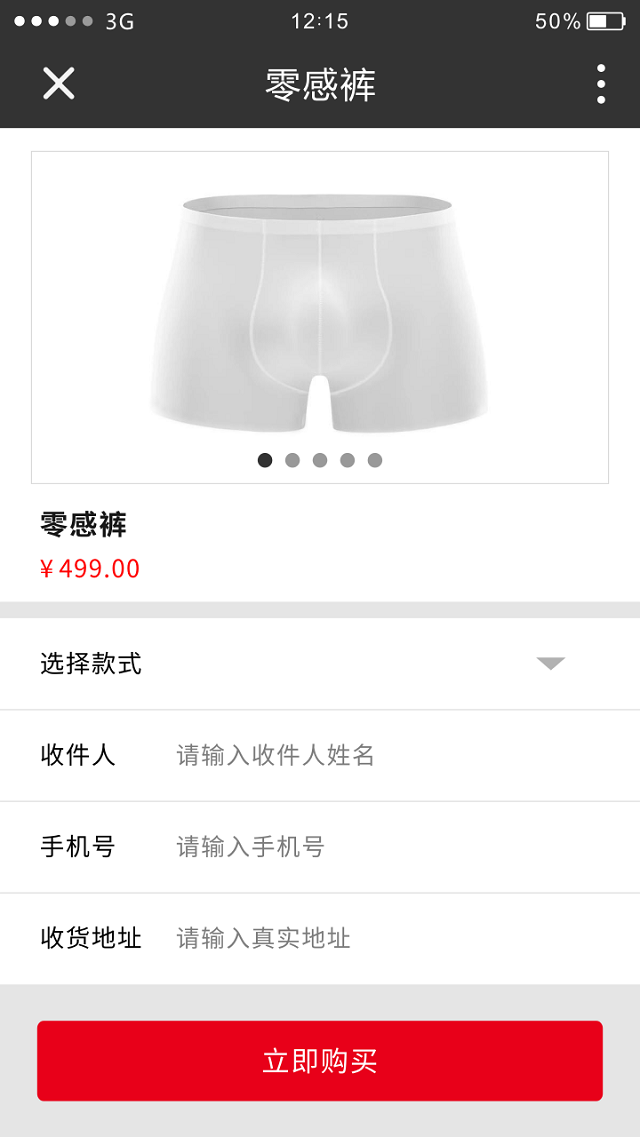 3G 12:15 50%
零感裤
零感裤
¥499.00
选择款式
收件人 请输入收件人姓名
手机号 请输入手机号
收货地址 请输入真实地址
立即购买